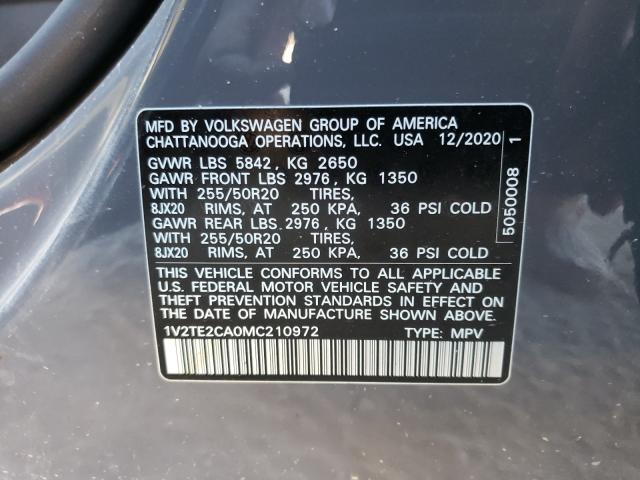 MFD BY VOLKSWAGEN GROUP OF AMERICA
CHATTANOOGA OPERATIONS, LLC. USA 12/2020
GVWR LBS 5842, KG 2650
GAWR FRONT LBS 2976, KG 1350
WITH 255/50R20 TIRES,
8JX20 RIMS, AT 250 KPA, 36 PSI COLD
GAWR REAR LBS. 2976, KG 1350
WITH 255/50R20 TIRES,
8JX20 RIMS, AT 250 KPA, 36 PSI COLD
THIS VEHICLE CONFORMS TO ALL APPLICABLE
U.S. FEDERAL MOTOR VEHICLE SAFETY AND
THEFT PREVENTION STANDARDS IN EFFECT ON
THE DATE OF MANUFACTURE SHOWN ABOVE.
1V2TE2CA0MC210972 TYPE: MPV
5050008 1